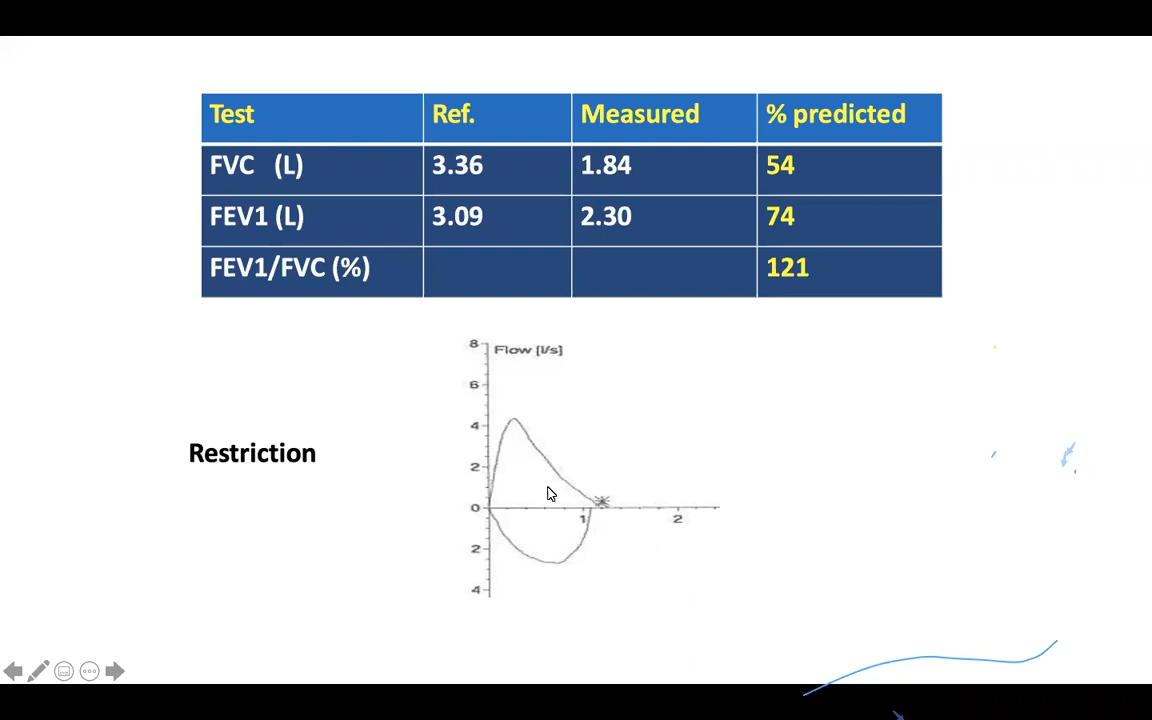 Test Ref. Measured % predicted
FVC (L) 3.36 1.84 54
FEV1 (L) 3.09 2.30 74
FEV1/FVC (%) 121
8 Flow [l/s]
6
4
Restriction
2
0
1 2
2
4